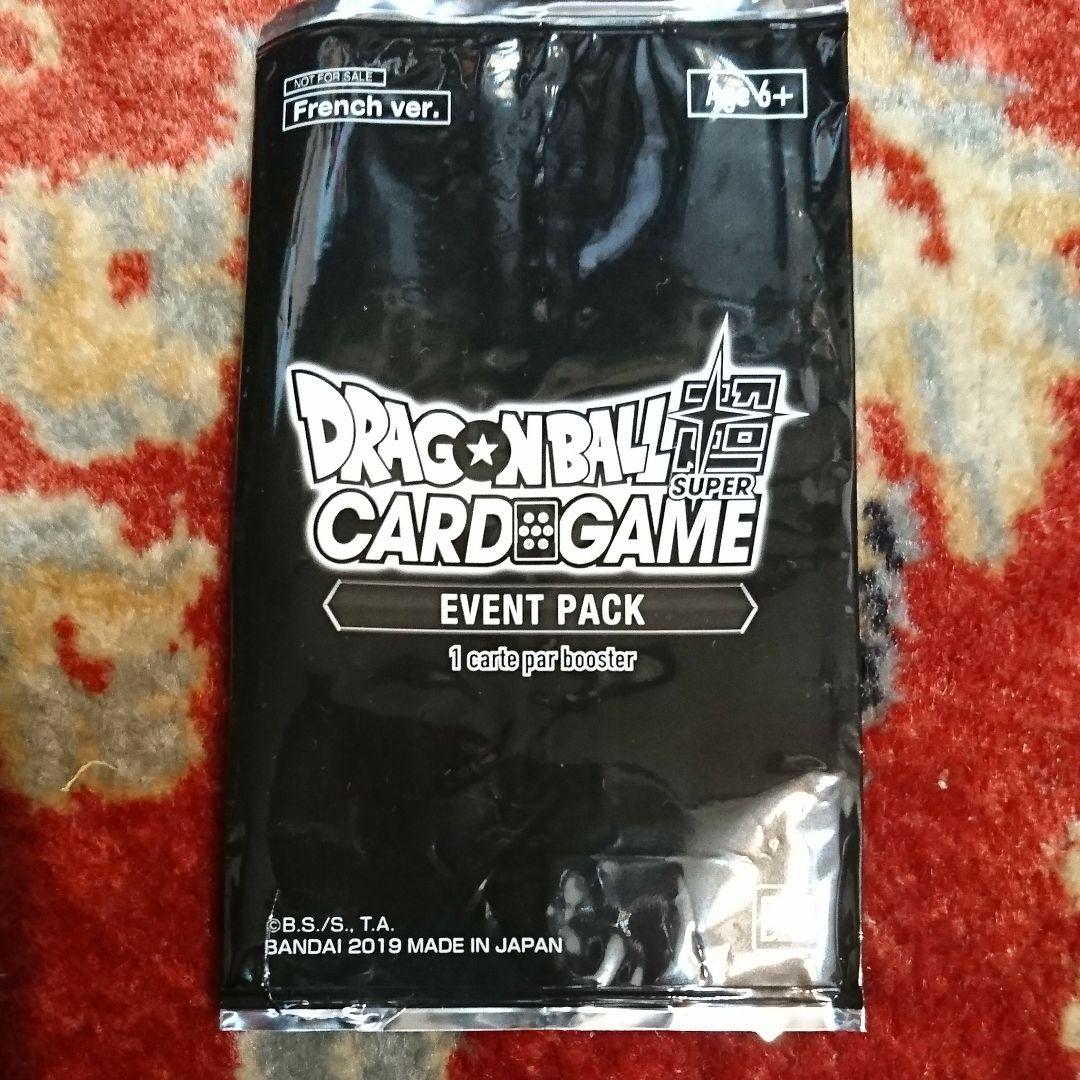 NOT FOR SALE
French ver.
Age 6+
DRAGON BALL 超
SUPER
CARD GAME
EVENT PACK
1 carte par booster
©B.S./S., T.A.
BANDAI 2019 MADE IN JAPAN